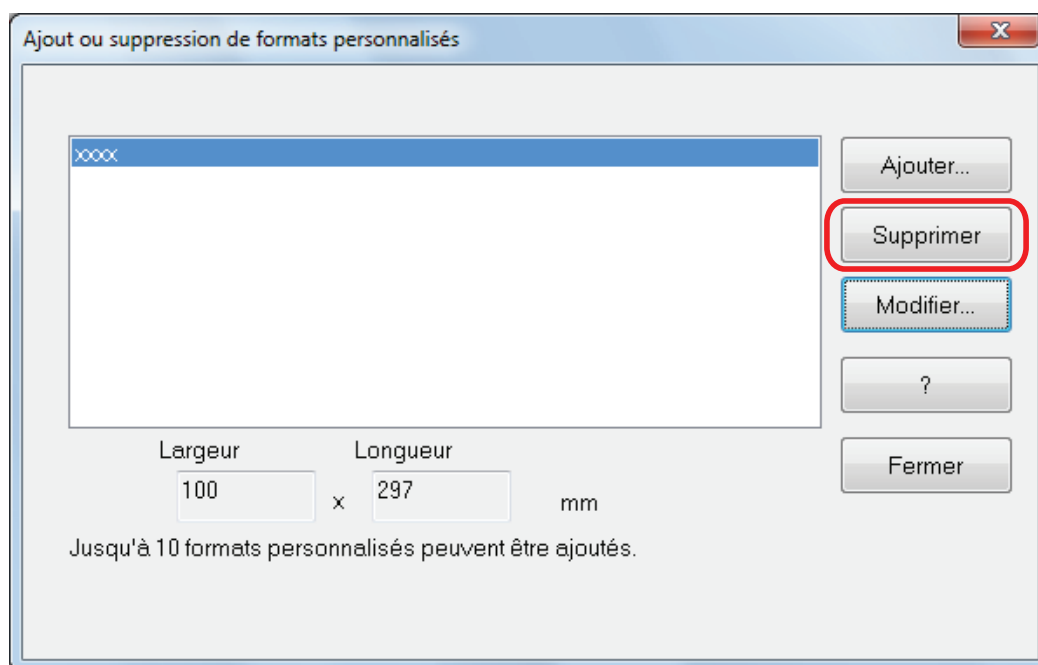 Ajout ou suppression de formats personnalisés
x
xxxx
Ajouter...
Supprimer
Modifier...
?
Fermer
Largeur Longueur
100 x 297 mm
Jusqu'à 10 formats personnalisés peuvent être ajoutés.